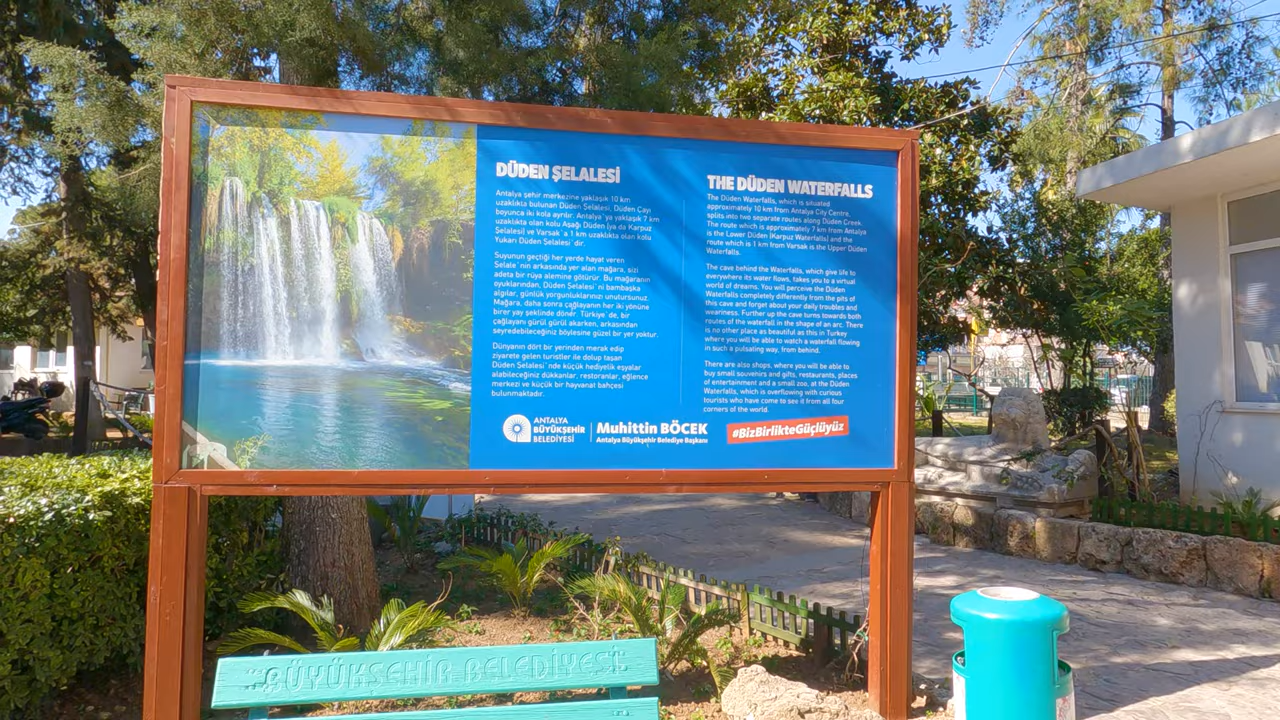 DÜDEN ŞELALESİ
Antalya şehir merkezine yaklaşık 10 km
uzaklıkta bulunan Düden Şelalesi, Düden Çayı
boyunca iki kola ayrılır. Antalya'ya yaklaşık 7 km
uzaklıkta olan kolu Aşağı Düden (ya da Karpuz
Şelalesi) ve Varsak'a 1 km uzaklıkta olan kolu
Yukarı Düden Şelalesi'dir.
Suyunun geçtiği her yerde hayat veren
Şelale'nin arkasında yer alan mağara, sizi
adeta bir rüya alemine götürür. Bu mağaranın
oyuklarından, Düden Şelalesi'ni bambaşka
algılar, günlük yorgunluklarınızı unutursunuz.
Mağara, daha sonra çağlayanın her iki yönüne
birer yay şeklinde döner. Türkiye'de, bir
çağlayanı gürül gürül akarken, arkasından
seyredebileceğiniz böylesine güzel bir yer yoktur.
Dünyanın dört bir yerinden merak edip
ziyarete gelen turistler ile dolup taşan
Düden Şelalesi'nde küçük hediyelik eşyalar
alabileceğiniz dükkanlar, restoranlar, eğlence
merkezi ve küçük bir hayvanat bahçesi
bulunmaktadır.
THE DÜDEN WATERFALLS
The Düden Waterfalls, which is situated
approximately 10 km from Antalya City Centre,
splits into two separate routes along Düden Creek.
The route which is approximately 7 km from Antalya
is the Lower Düden (Karpuz Waterfalls) and the
route which is 1 km from Varsak is the Upper Düden
Waterfalls.
The cave behind the Waterfalls, which give life to
everywhere its water flows, takes you to a virtual
world of dreams. You will perceive the Düden
Waterfalls completely differently from the pits of
this cave and forget about your daily troubles and
weariness. Further up the cave turns towards both
routes of the waterfall in the shape of an arc. There
is no other place as beautiful as this in Turkey
where you will be able to watch a waterfall flowing
in such a pulsating way, from behind.
There are also shops, where you will be able to
buy small souvenirs and gifts, restaurants, places
of entertainment and a small zoo, at the Düden
Waterfalls, which is overflowing with curious
tourists who have come to see it from all four
corners of the world.
ANTALYA
BÜYÜKŞEHİR
BELEDİYESİ
Muhittin BÖCEK
Antalya Büyükşehir Belediye Başkanı
#BizBirlikteGüçlüyüz
BÜYÜKŞEHİR BELEDİYESİ